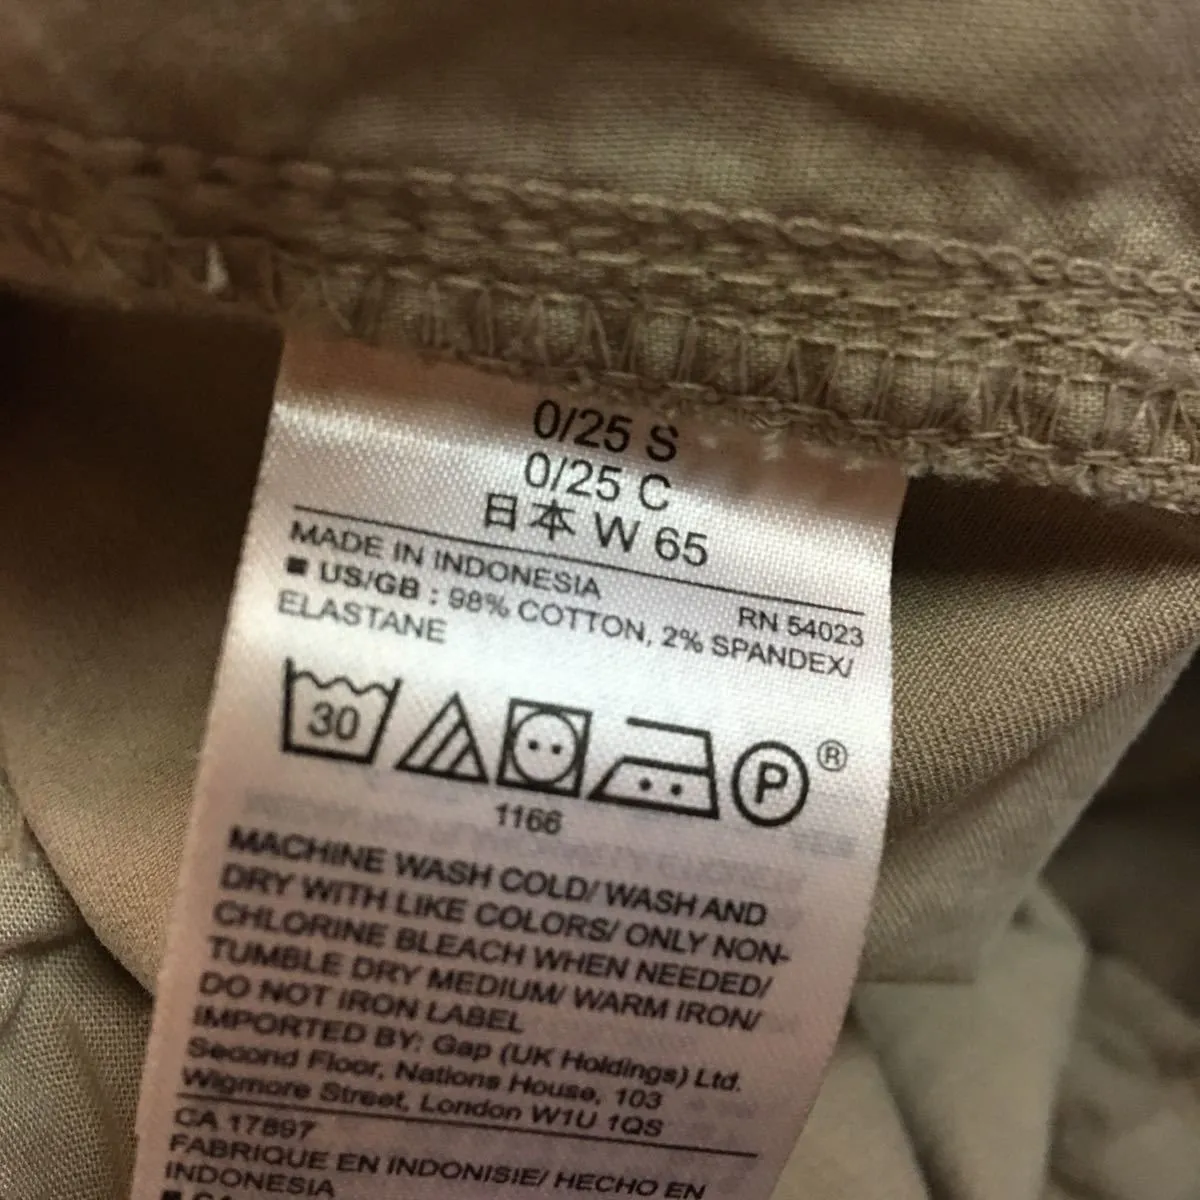 0/25 S
0/25 C
日本 W 65
MADE IN INDONESIA
RN 54023
■ US/GB : 98% COTTON, 2% SPANDEX/
ELASTANE
30
P ®
1166
MACHINE WASH COLD/ WASH AND
DRY WITH LIKE COLORS/ ONLY NON-
CHLORINE BLEACH WHEN NEEDED/
TUMBLE DRY MEDIUM/ WARM IRON/
DO NOT IRON LABEL
IMPORTED BY: Gap (UK Holdings) Ltd.
Second Floor, Nations House, 103
Wigmore Street, London W1U 1QS
CA 17897
FABRIQUE EN INDONISIE/ HECHO EN
INDONESIA